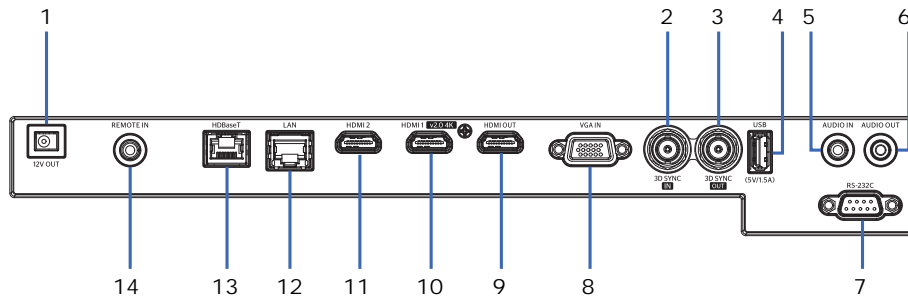 1 2 3 4 5 6
REMOTE IN HDBaseT LAN HDMI 2 HDMI 1 v2.0 4K HDMI OUT VGA IN USB AUDIO IN AUDIO OUT
12V OUT 3D SYNC IN 3D SYNC OUT (5V/1.5A)
RS-232C
14 13 12 11 10 9 8 7